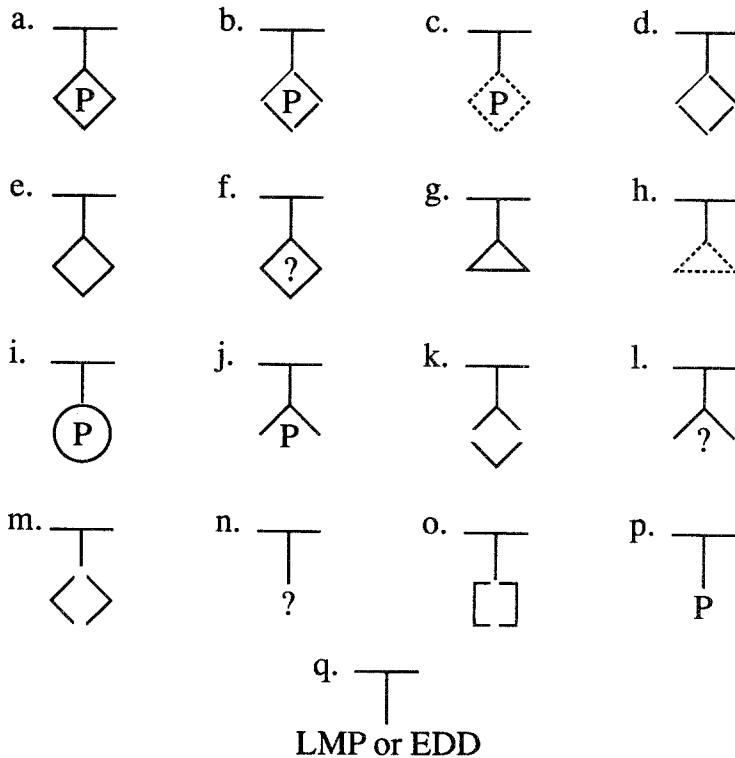 a. b. c. d.
P P P
e. f. g. h.
?
i. j. k. l.
P P ?
m. n. o. p.
? P
q.
LMP or EDD